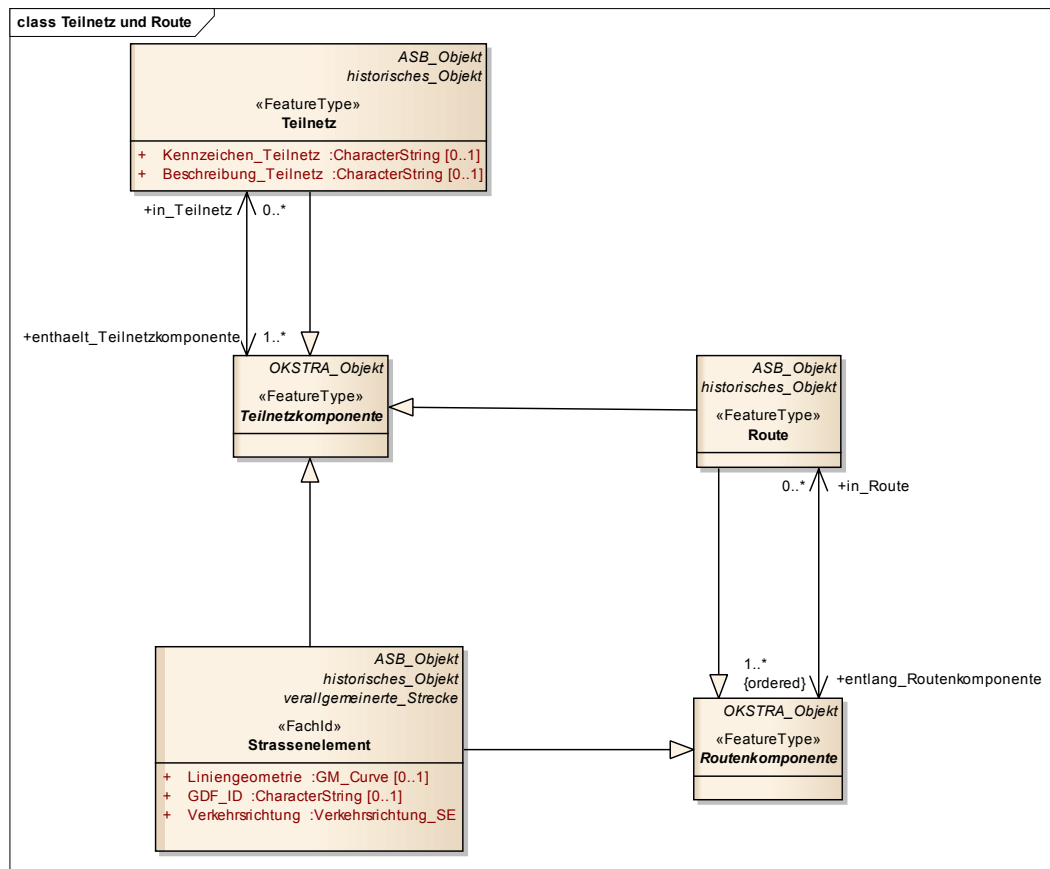 class Teilnetz und Route
ASB_Objekt
historisches_Objekt
«FeatureType»
Teilnetz
+ Kennzeichen_Teilnetz :CharacterString [0..1]
+ Beschreibung_Teilnetz :CharacterString [0..1]
+in_Teilnetz 0..*
+enthaelt_Teilnetzkomponente 1..*
OKSTRA_Objekt
«FeatureType»
Teilnetzkomponente
ASB_Objekt
historisches_Objekt
«FeatureType»
Route
0..* +in_Route
1..*
{ordered} +entlang_Routenkomponente
ASB_Objekt
historisches_Objekt
verallgemeinerte_Strecke
«FachId»
Strassenelement
+ Liniengeometrie :GM_Curve [0..1]
+ GDF_ID :CharacterString [0..1]
+ Verkehrsrichtung :Verkehrsrichtung_SE
OKSTRA_Objekt
«FeatureType»
Routenkomponente